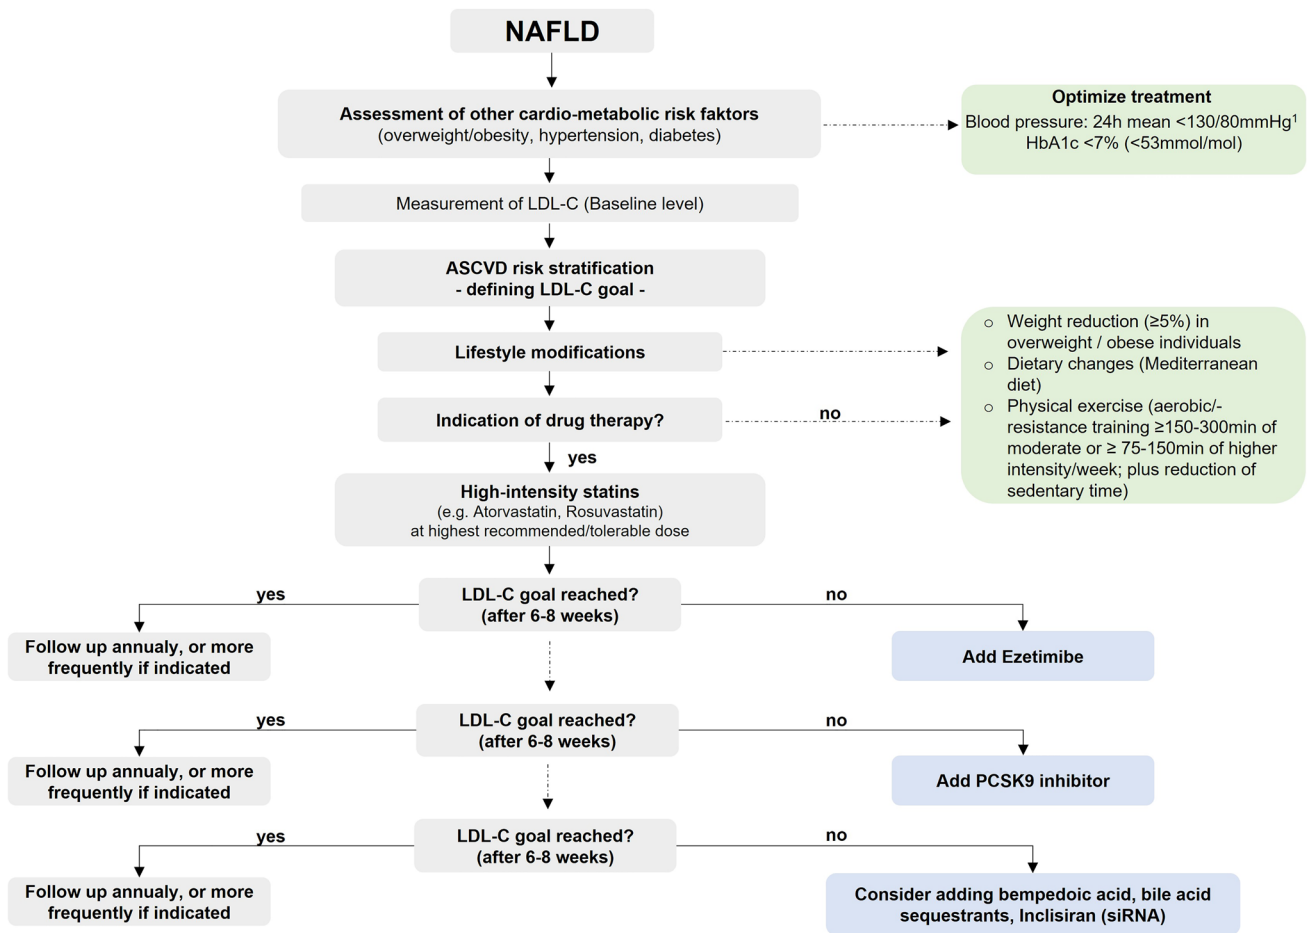 NAFLD
Assessment of other cardio-metabolic risk faktors
(overweight/obesity, hypertension, diabetes)
Optimize treatment
Blood pressure: 24h mean <130/80mmHg¹
HbA1c <7% (<53mmol/mol)
Measurement of LDL-C (Baseline level)
ASCVD risk stratification
- defining LDL-C goal -
Lifestyle modifications
○ Weight reduction (≥5%) in
overweight / obese individuals
○ Dietary changes (Mediterranean
diet)
○ Physical exercise (aerobic/-
resistance training ≥150-300min of
moderate or ≥ 75-150min of higher
intensity/week; plus reduction of
sedentary time)
Indication of drug therapy?
no
yes
High-intensity statins
(e.g. Atorvastatin, Rosuvastatin)
at highest recommended/tolerable dose
LDL-C goal reached?
(after 6-8 weeks)
yes
no
Follow up annualy, or more
frequently if indicated
Add Ezetimibe
LDL-C goal reached?
(after 6-8 weeks)
yes
no
Follow up annualy, or more
frequently if indicated
Add PCSK9 inhibitor
LDL-C goal reached?
(after 6-8 weeks)
yes
no
Follow up annualy, or more
frequently if indicated
Consider adding bempedoic acid, bile acid
sequestrants, Inclisiran (siRNA)